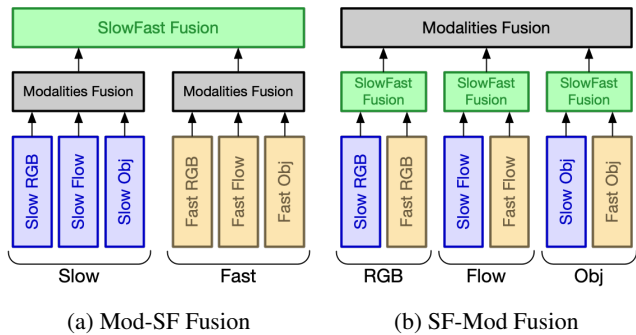 SlowFast Fusion
Modalities Fusion
Modalities Fusion
Slow RGB
Slow Flow
Slow Obj
Fast RGB
Fast Flow
Fast Obj
Slow
Fast
(a) Mod-SF Fusion
Modalities Fusion
SlowFast
Fusion
SlowFast
Fusion
SlowFast
Fusion
Slow RGB
Fast RGB
Slow Flow
Fast Flow
Slow Obj
Fast Obj
RGB
Flow
Obj
(b) SF-Mod Fusion